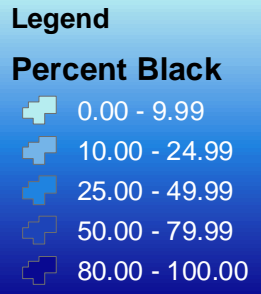 Legend
Percent Black
0.00 - 9.99
10.00 - 24.99
25.00 - 49.99
50.00 - 79.99
80.00 - 100.00